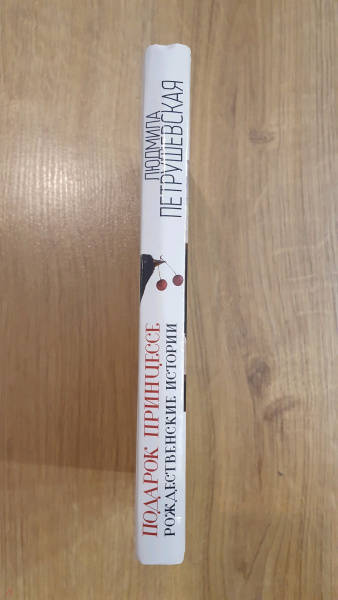 ПОДАРОК ПРИНЦЕССЕ
РОЖДЕСТВЕНСКИЕ ИСТОРИИ
ЛЮДМИЛА
ПЕТРУШЕВСКАЯ